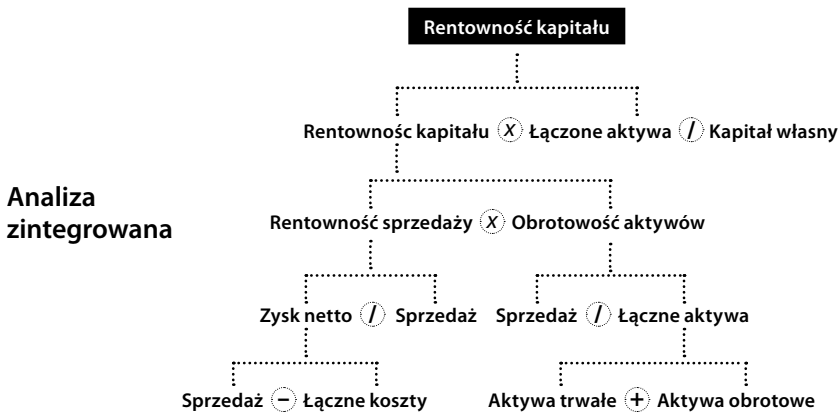 Rentowność kapitału
Rentownośc kapitału x Łączone aktywa / Kapitał własny
Analiza
zintegrowana
Rentowność sprzedaży x Obrotowość aktywów
Zysk netto / Sprzedaż Sprzedaż / Łączne aktywa
Sprzedaż − Łączne koszty Aktywa trwałe + Aktywa obrotowe